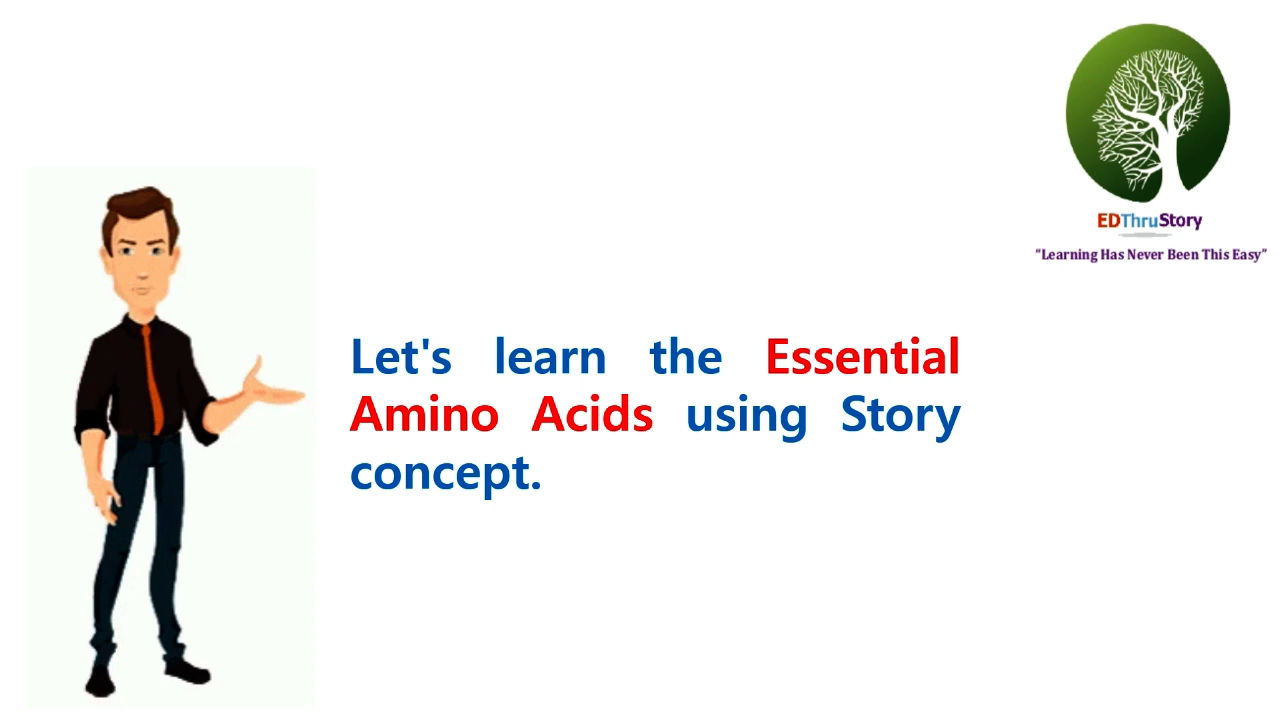 EDThruStory
“Learning Has Never Been This Easy”
Let's learn the Essential
Amino Acids using Story
concept.